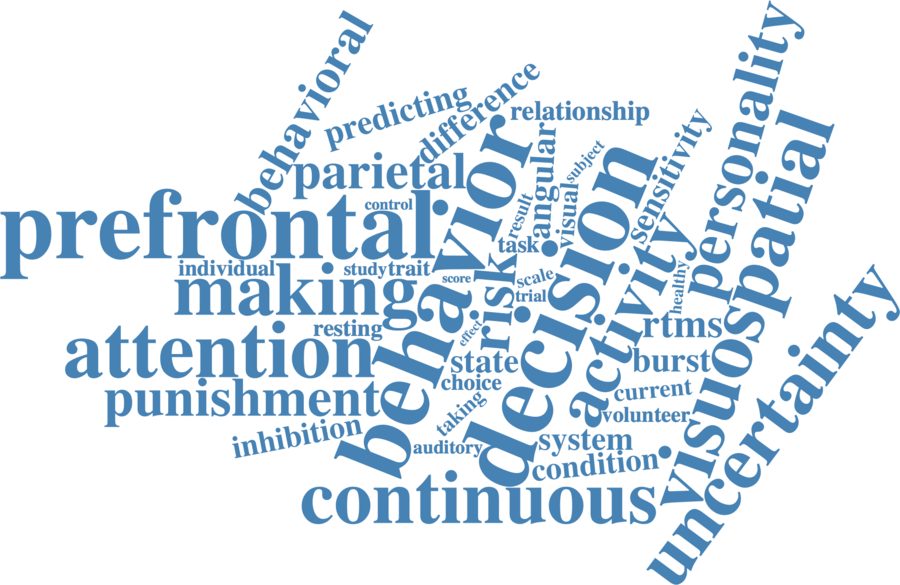 behavioral
predicting
difference
relationship
personality
parietal
behavior
angular
subject
sensitivity
visuospatial
prefrontal
control
result
visual
decision
task
individual
study
trait
making
score
risk
scale
trial
activity
healthy
uncertainty
resting
effect
rtms
attention
state
burst
choice
current
punishment
taking
volunteer
inhibition
auditory
system
condition
continuous